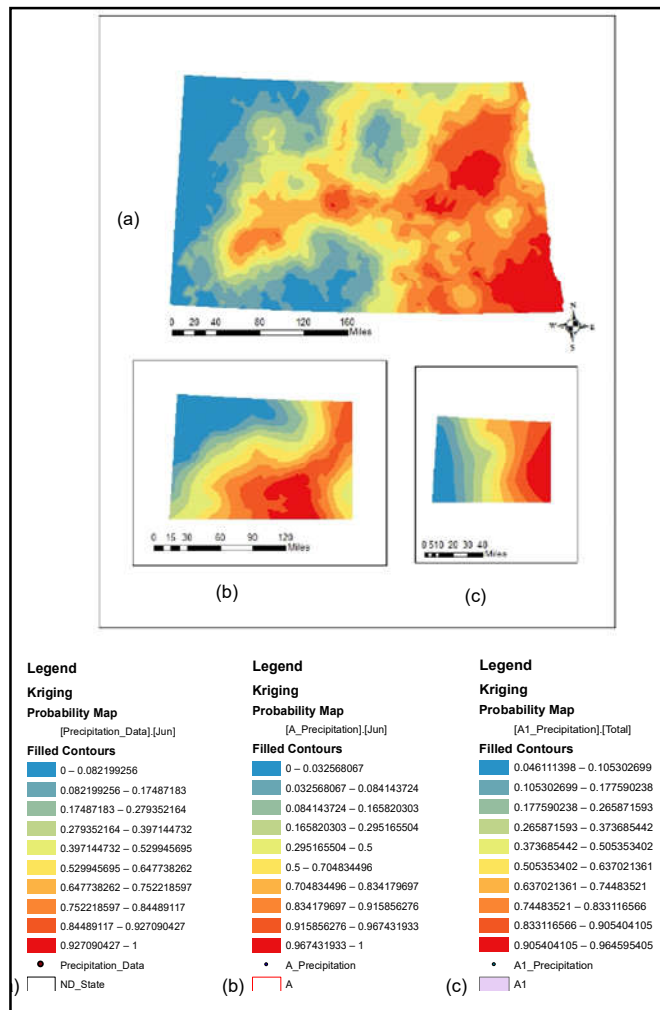 (a)
N
W
E
S
0 20 40 80 120 160
Miles
0 15 30 60 90 120
Miles
0 510 20 30 40
Miles
(b)
(c)
Legend
Kriging
Probability Map
[Precipitation_Data].[Jun]
Filled Contours
0 – 0.082199256
0.082199256 – 0.17487183
0.17487183 – 0.279352164
0.279352164 – 0.397144732
0.397144732 – 0.529945695
0.529945695 – 0.647738262
0.647738262 – 0.752218597
0.752218597 – 0.84489117
0.84489117 – 0.927090427
0.927090427 – 1
Precipitation_Data
) ND_State
Legend
Kriging
Probability Map
[A_Precipitation].[Jun]
Filled Contours
0 – 0.032568067
0.032568067 – 0.084143724
0.084143724 – 0.165820303
0.165820303 – 0.295165504
0.295165504 – 0.5
0.5 – 0.704834496
0.704834496 – 0.834179697
0.834179697 – 0.915856276
0.915856276 – 0.967431933
0.967431933 – 1
A_Precipitation
(b) A
Legend
Kriging
Probability Map
[A1_Precipitation].[Total]
Filled Contours
0.046111398 – 0.105302699
0.105302699 – 0.177590238
0.177590238 – 0.265871593
0.265871593 – 0.373685442
0.373685442 – 0.505353402
0.505353402 – 0.637021361
0.637021361 – 0.74483521
0.74483521 – 0.833116566
0.833116566 – 0.905404105
0.905404105 – 0.964595405
A1_Precipitation
(c) A1